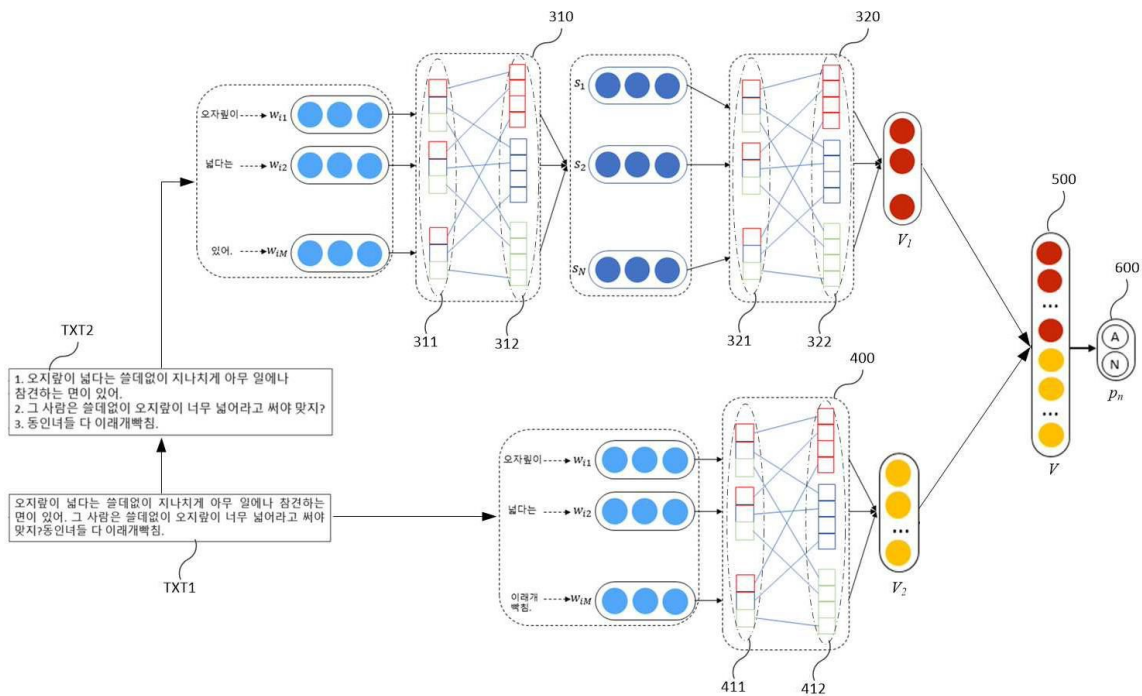 310
320
w_i1
s_1
넓다는
w_i2
s_2
500
V_1
있어.
w_iM
s_N
600
311
312
321
322
TXT2
A
N
p_n
400
1. 오지랖이 넓다는 쓸데없이 지나치게 아무 일에나
참견하는 면이 있어.
2. 그 사람은 쓸데없이 오지랖이 너무 넓어라고 써야 맞지?
3. 동인녀들 다 이래개빡침.
...
...
V
w_i1
오지랖이 넓다는 쓸데없이 지나치게 아무 일에나 참견하는
면이 있어. 그 사람은 쓸데없이 오지랖이 너무 넓어라고 써야
맞지?동인녀들 다 이래개빡침.
넓다는
w_i2
...
TXT1
이래개
빡침.
w_iM
V_2
411
412